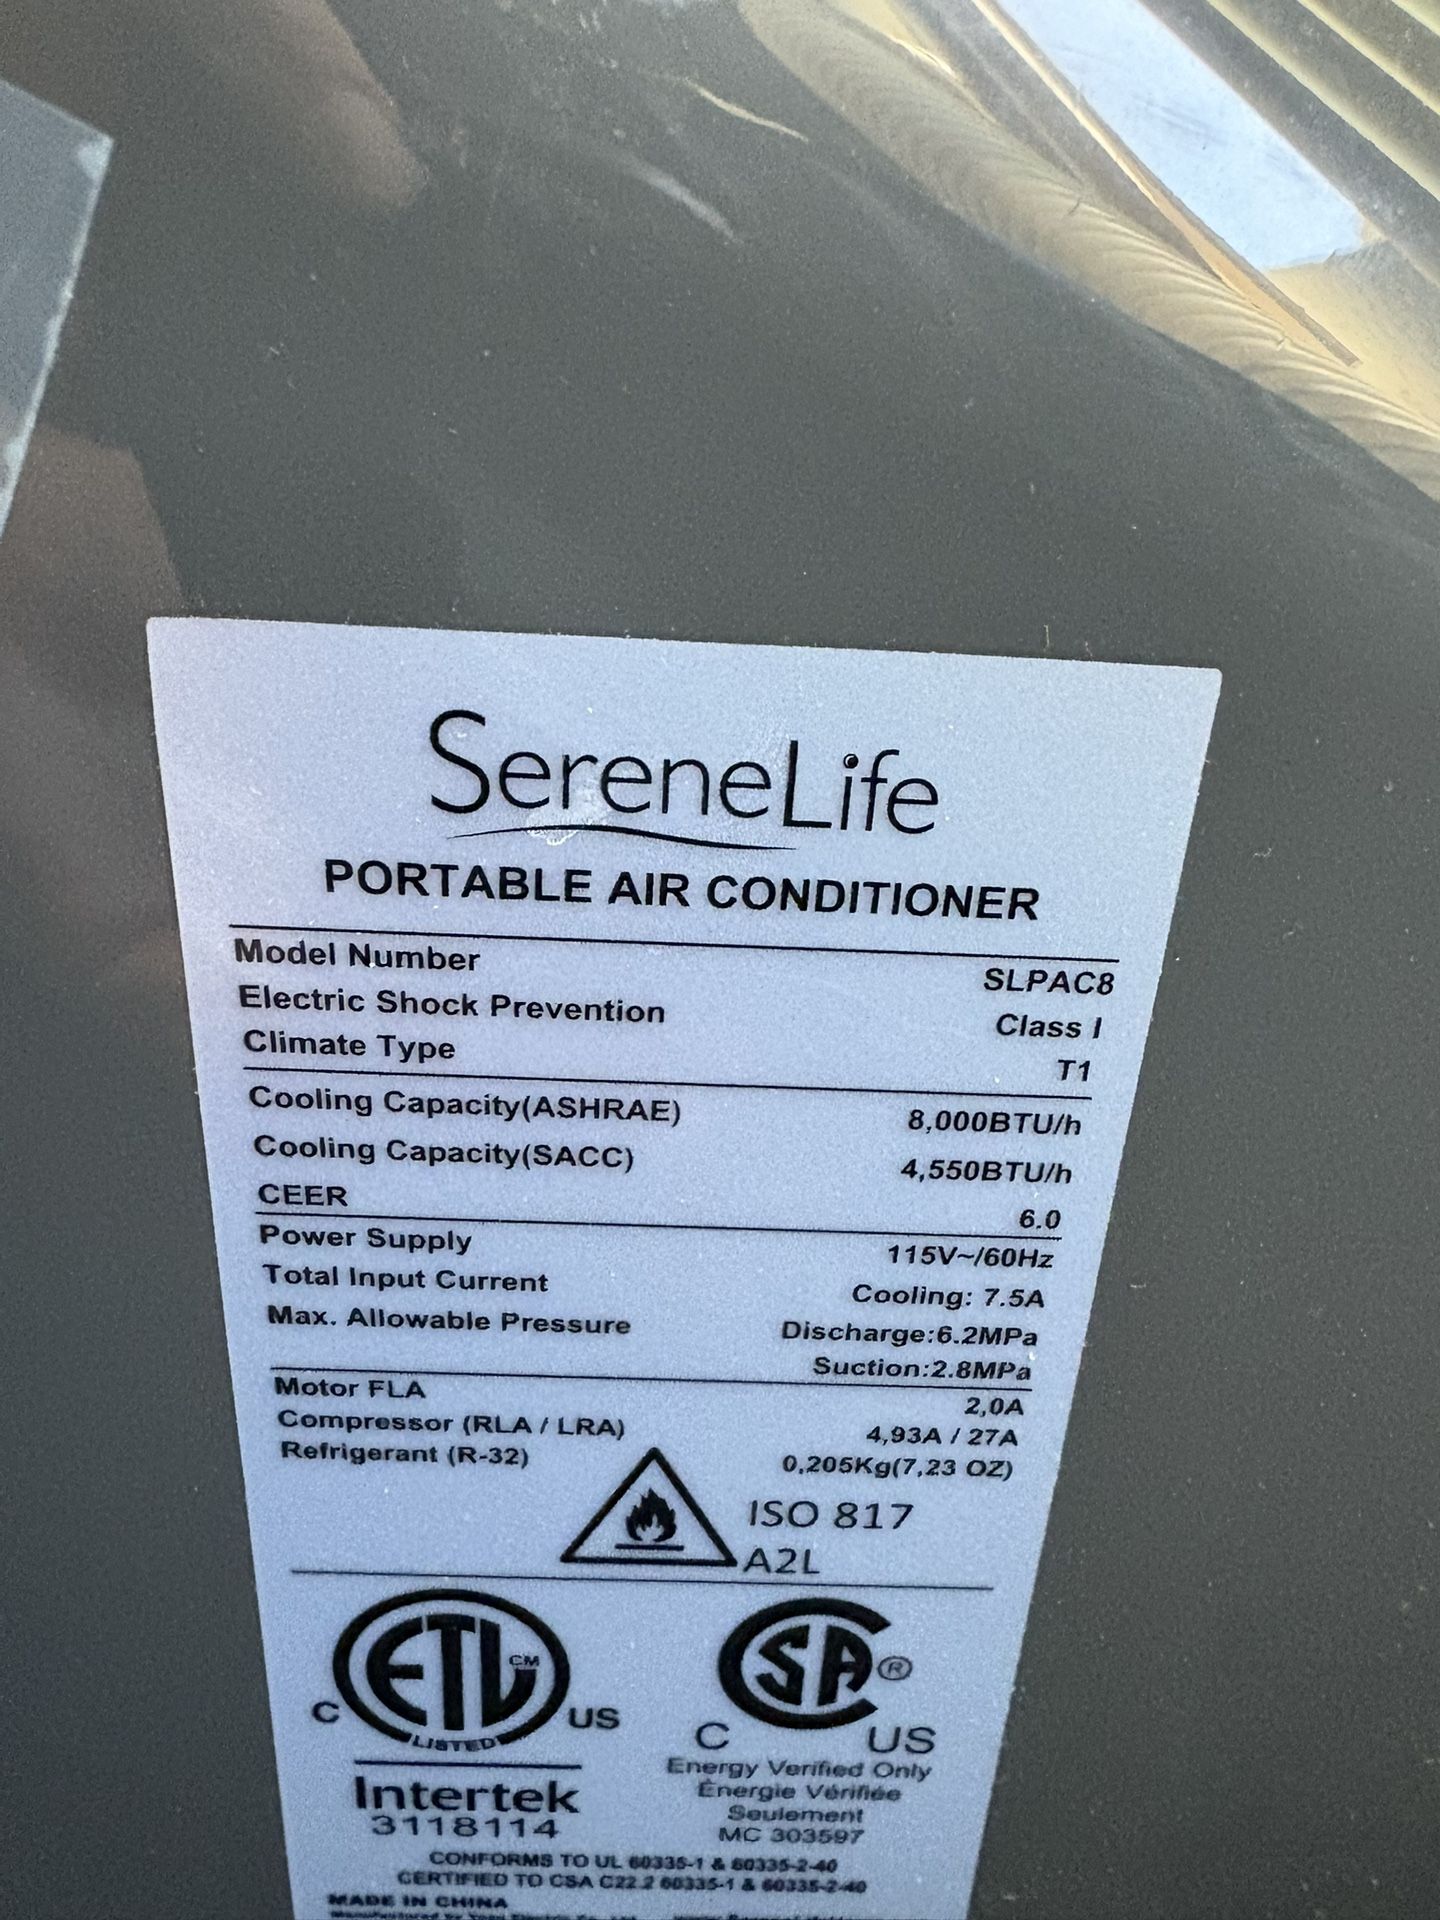 SereneLife
PORTABLE AIR CONDITIONER
Model Number SLPAC8
Electric Shock Prevention Class I
Climate Type T1
Cooling Capacity(ASHRAE) 8,000BTU/h
Cooling Capacity(SACC) 4,550BTU/h
CEER 6.0
Power Supply 115V~/60Hz
Total Input Current Cooling: 7.5A
Max. Allowable Pressure Discharge:6.2MPa
Suction:2.8MPa
Motor FLA 2,0A
Compressor (RLA / LRA) 4,93A / 27A
Refrigerant (R-32) 0,205Kg(7,23 OZ)
ISO 817
A2L
ETL CM
C LISTED US
Intertek
3118114
SA ®
C US
Energy Verified Only
Énergie Vérifiée
Seulement
MC 303597
CONFORMS TO UL 60335-1 & 60335-2-40
CERTIFIED TO CSA C22.2 60335-1 & 60335-2-40
MADE IN CHINA